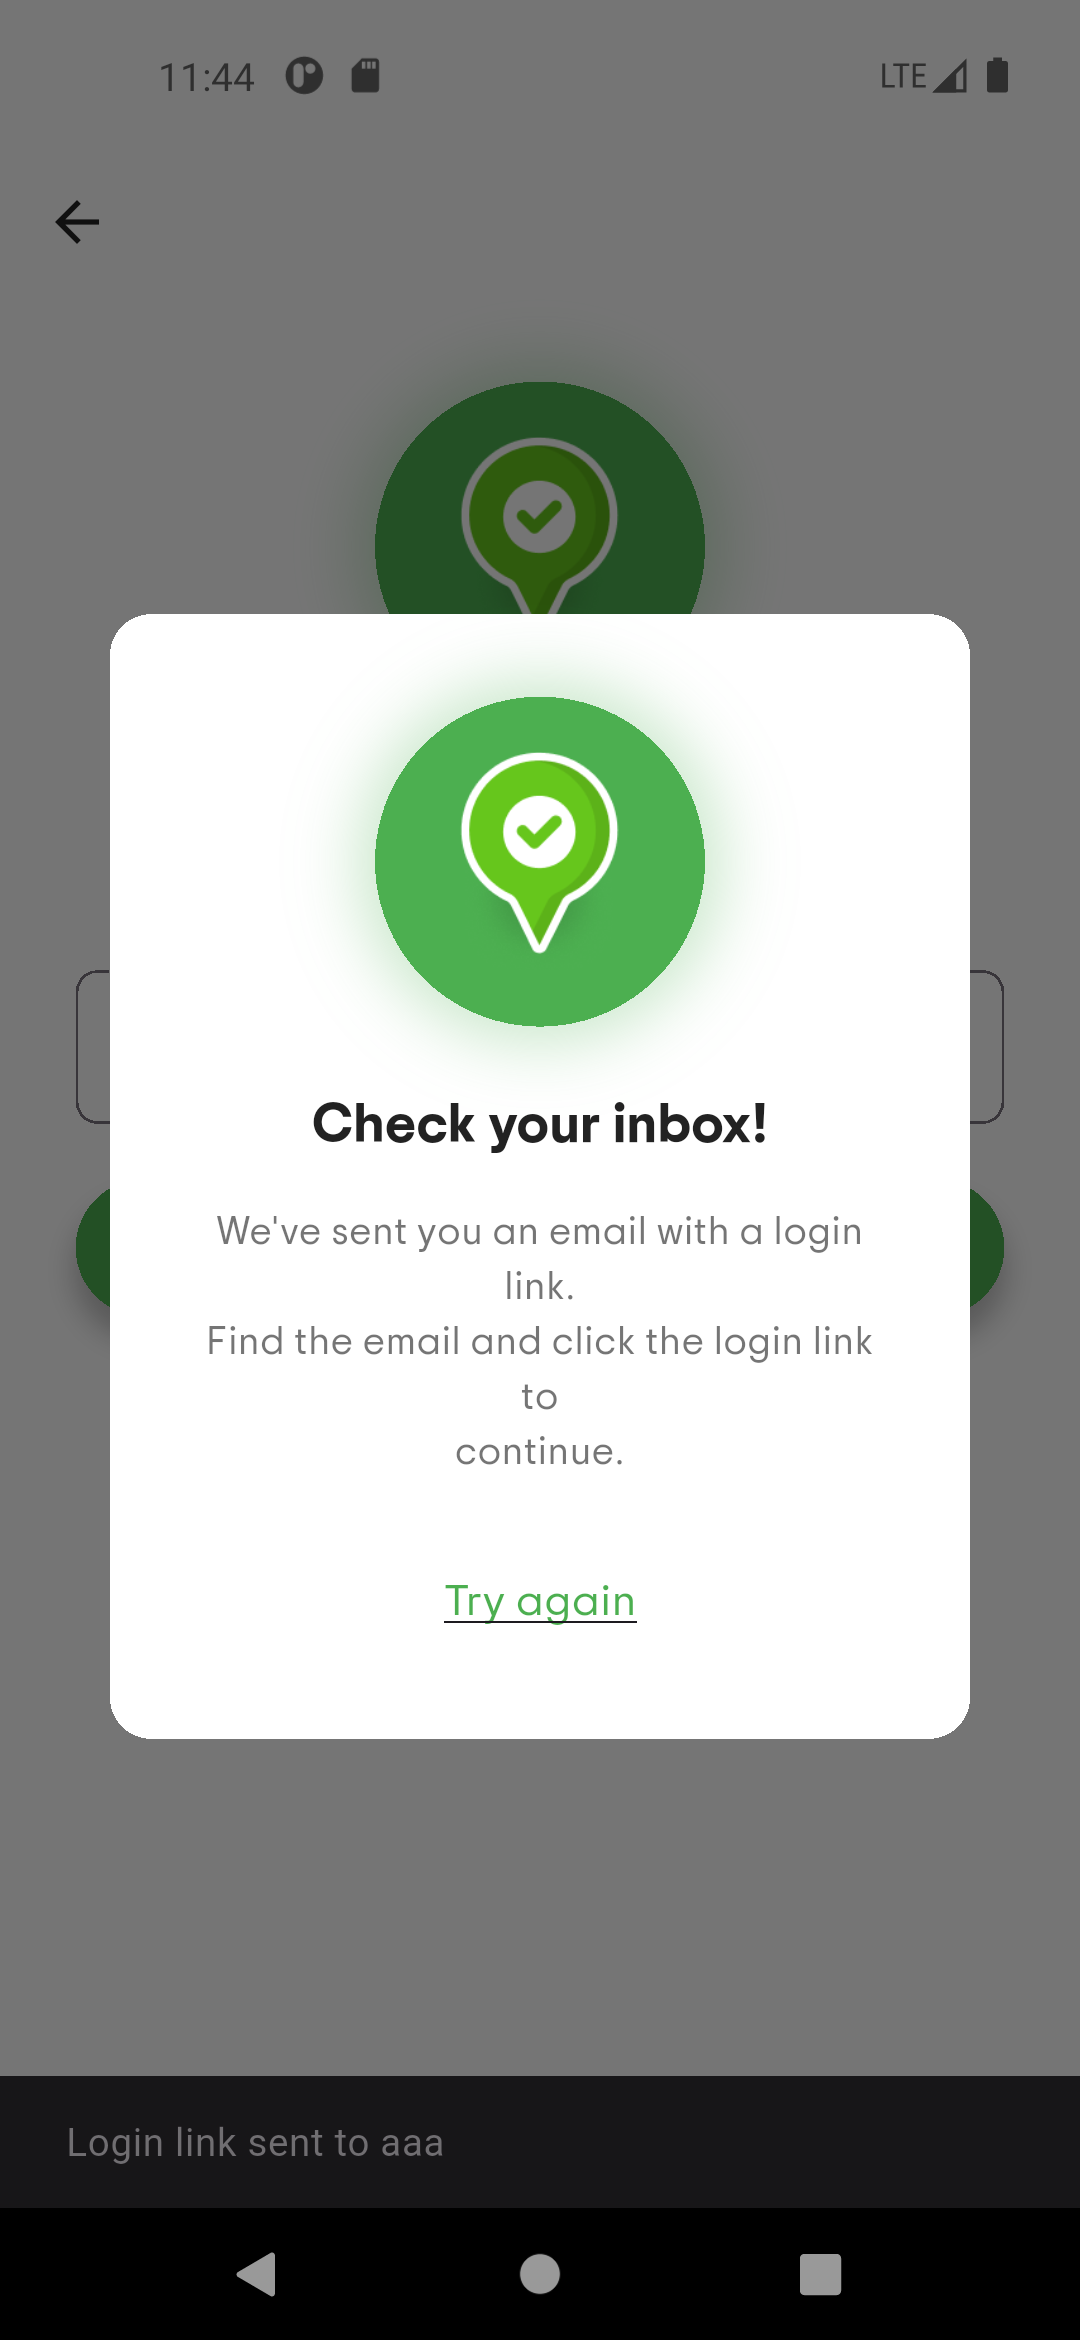 11:44
LTE
Check your inbox!
We've sent you an email with a login
link.
Find the email and click the login link
to
continue.
Try again
Login link sent to aaa